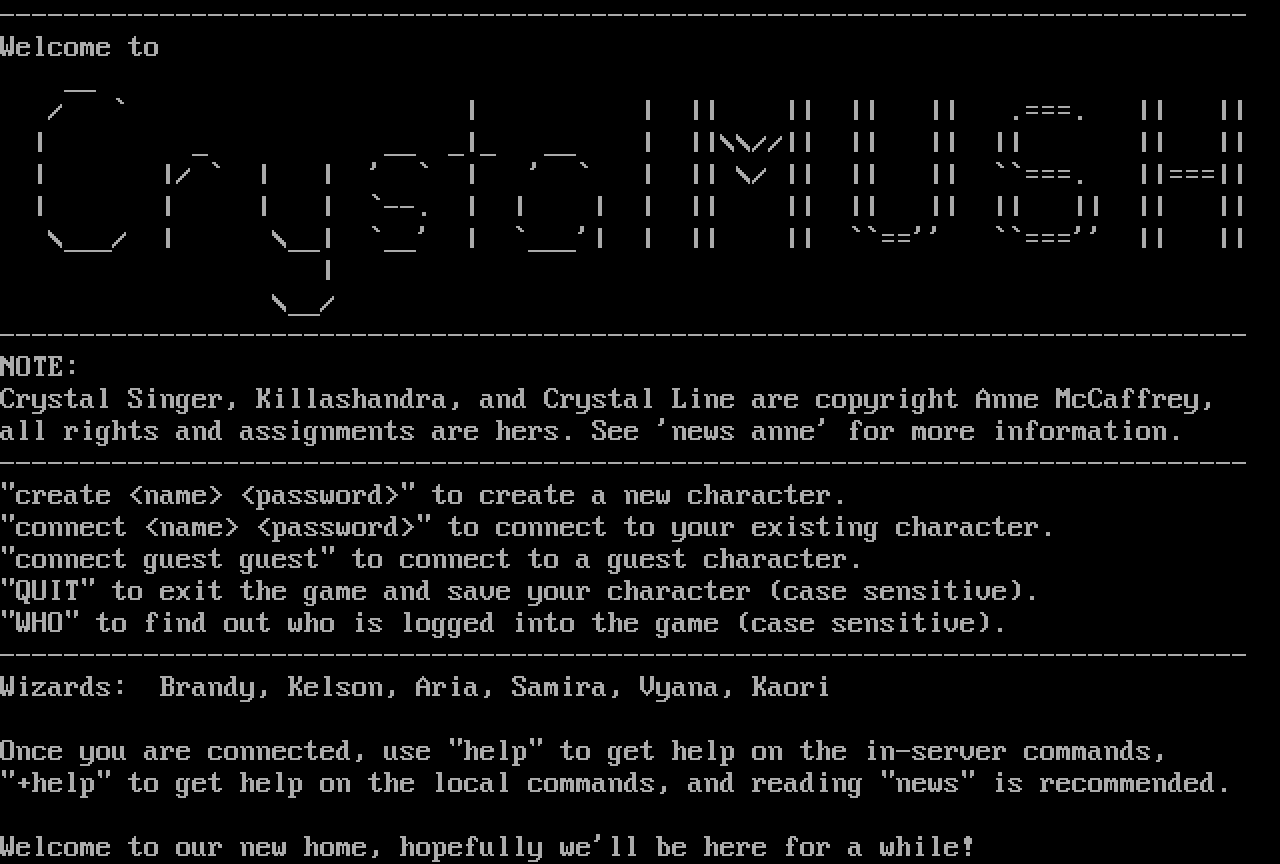 Welcome to
Crystal MUSH
NOTE:
Crystal Singer, Killashandra, and Crystal Line are copyright Anne McCaffrey,
all rights and assignments are hers. See 'news anne' for more information.
"create <name> <password>" to create a new character.
"connect <name> <password>" to connect to your existing character.
"connect guest guest" to connect to a guest character.
"QUIT" to exit the game and save your character (case sensitive).
"WHO" to find out who is logged into the game (case sensitive).
Wizards:  Brandy, Kelson, Aria, Samira, Vyana, Kaori
Once you are connected, use "help" to get help on the in-server commands,
"+help" to get help on the local commands, and reading "news" is recommended.
Welcome to our new home, hopefully we'll be here for a while!